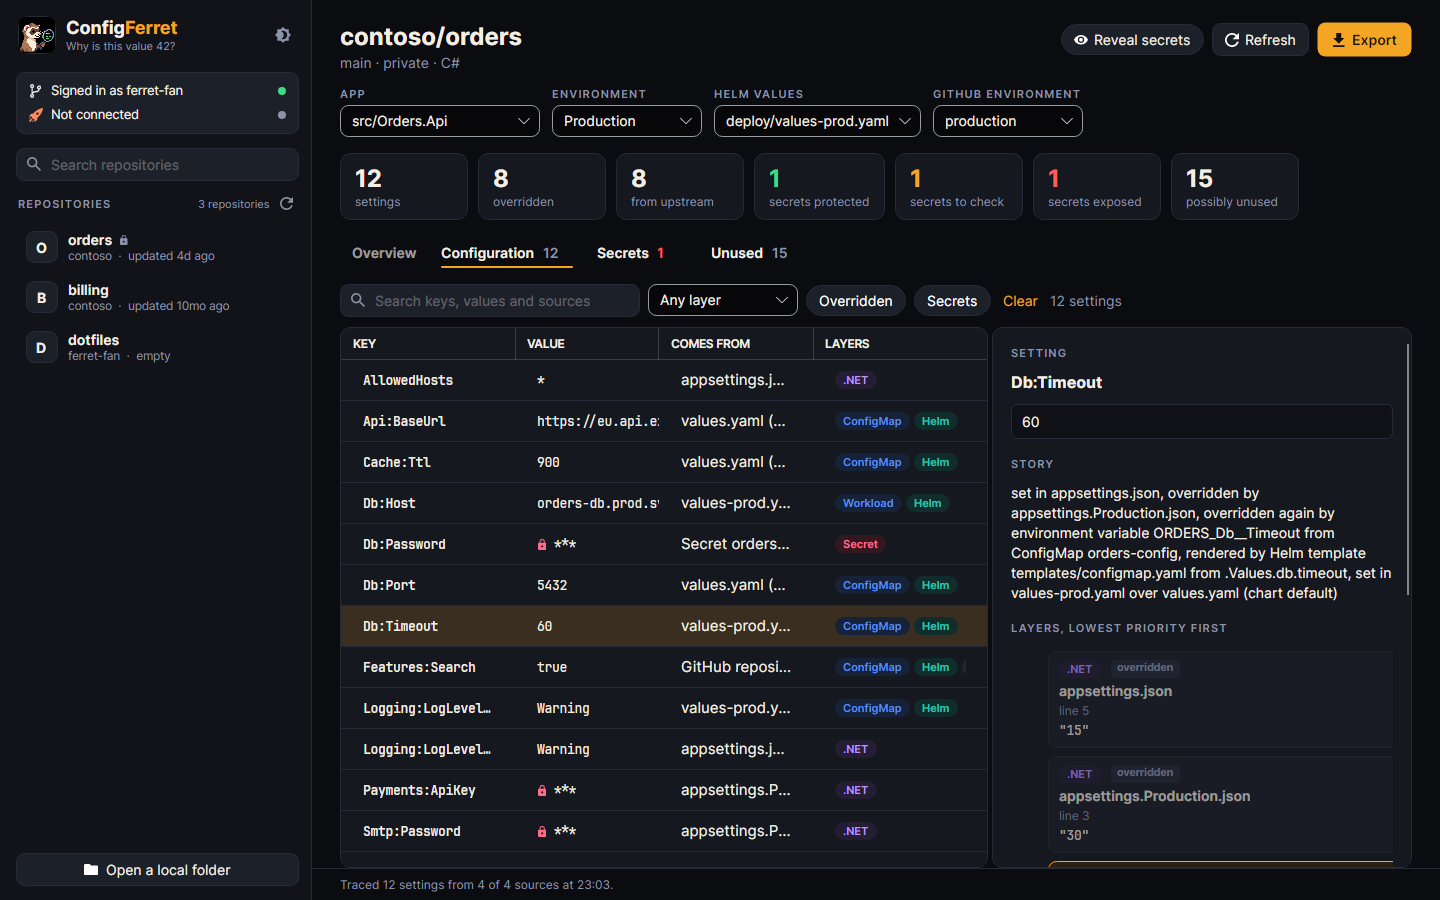 ConfigFerret
Why is this value 42?
Signed in as ferret-fan
Not connected
Search repositories
REPOSITORIES
3 repositories
O
orders
contoso · updated 4d ago
B
billing
contoso · updated 10mo ago
D
dotfiles
ferret-fan · empty
Open a local folder
contoso/orders
main · private · C#
Reveal secrets
Refresh
Export
APP
ENVIRONMENT
HELM VALUES
GITHUB ENVIRONMENT
src/Orders.Api
Production
deploy/values-prod.yaml
production
12
settings
8
overridden
8
from upstream
1
secrets protected
1
secrets to check
1
secrets exposed
15
possibly unused
Overview
Configuration 12
Secrets 1
Unused 15
Search keys, values and sources
Any layer
Overridden
Secrets
Clear
12 settings
KEY VALUE COMES FROM LAYERS
AllowedHosts * appsettings.j... .NET
Api:BaseUrl https://eu.api.e values.yaml (... ConfigMap Helm
Cache:Ttl 900 values.yaml (... ConfigMap Helm
Db:Host orders-db.prod.s values-prod.y... Workload Helm
Db:Password *** Secret orders... Secret
Db:Port 5432 values.yaml (... ConfigMap Helm
Db:Timeout 60 values-prod.y... ConfigMap Helm
Features:Search true GitHub reposi... ConfigMap Helm
Logging:LogLevel… Warning values-prod.y... ConfigMap Helm
Logging:LogLevel… Warning appsettings.j... .NET
Payments:ApiKey *** appsettings.P... .NET
Smtp:Password *** appsettings.P... .NET
SETTING
Db:Timeout
60
STORY
set in appsettings.json, overridden by
appsettings.Production.json, overridden again by
environment variable ORDERS_Db__Timeout from
ConfigMap orders-config, rendered by Helm template
templates/configmap.yaml from .Values.db.timeout, set in
values-prod.yaml over values.yaml (chart default)
LAYERS, LOWEST PRIORITY FIRST
.NET overridden
appsettings.json
line 5
"15"
.NET overridden
appsettings.Production.json
line 3
"30"
Traced 12 settings from 4 of 4 sources at 23:03.